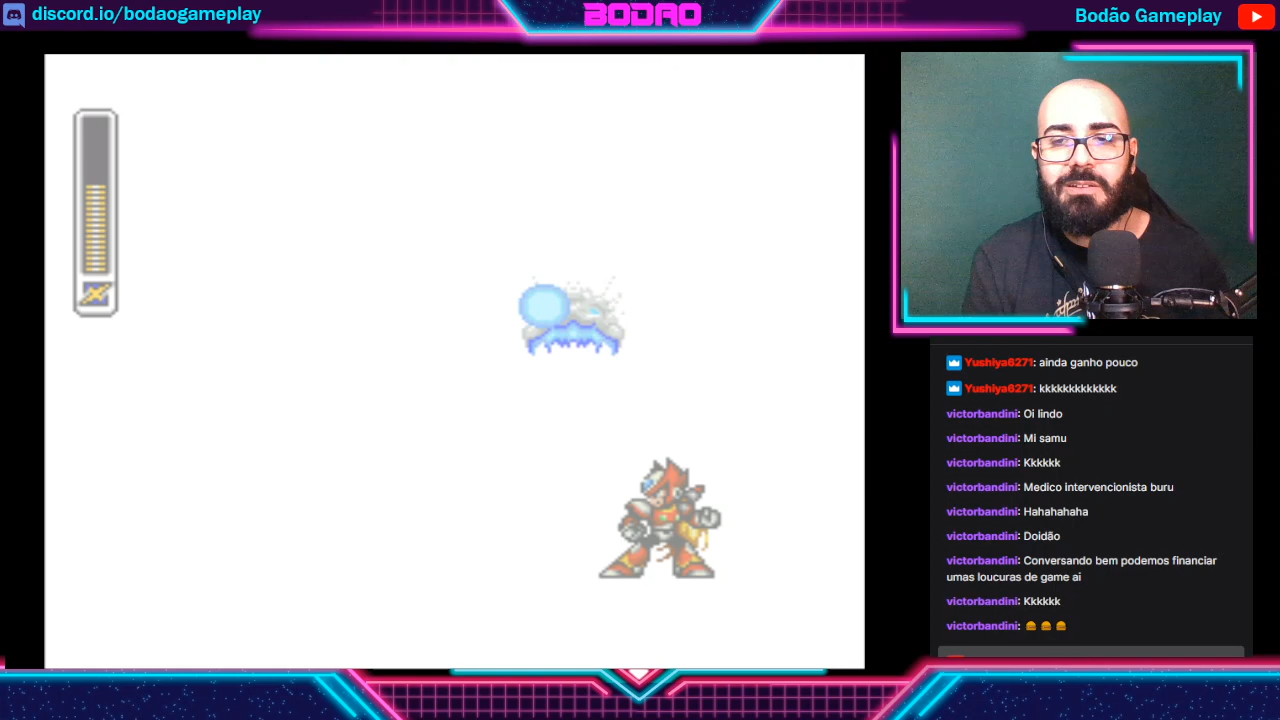 discord.io/bodaogameplay
BODAO
Bodão Gameplay
Yushiya6271: ainda ganho pouco
Yushiya6271: kkkkkkkkkkkkk
victorbandini: Oi lindo
victorbandini: Mi samu
victorbandini: Kkkkkk
victorbandini: Medico intervencionista buru
victorbandini: Hahahahaha
victorbandini: Doidão
victorbandini: Conversando bem podemos financiar
umas loucuras de game ai
victorbandini: Kkkkkk
victorbandini: